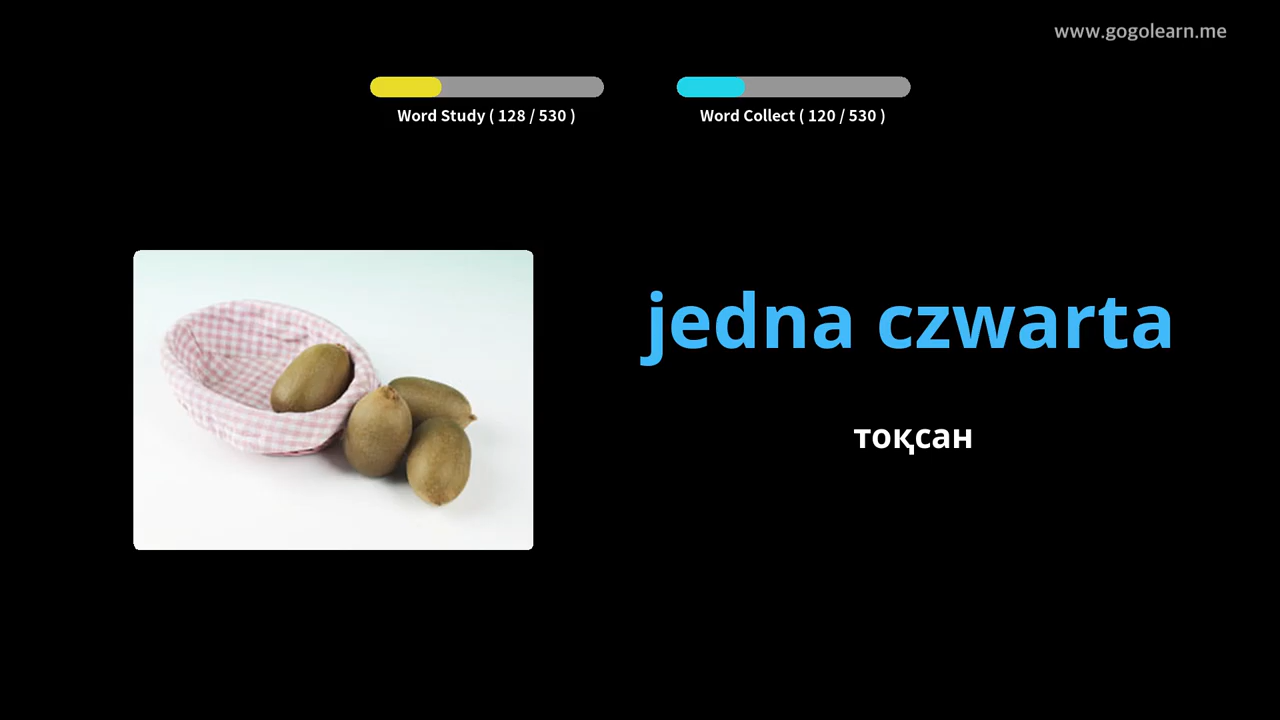 www.gogolearn.me
Word Study ( 128 / 530 )
Word Collect ( 120 / 530 )
jedna czwarta
тоқсан